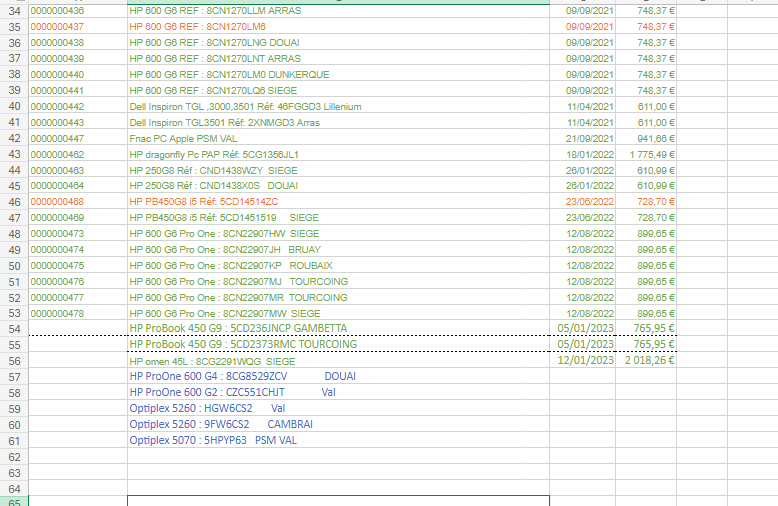 34 0000000436 HP 600 G6 REF : 8CN1270LLM ARRAS 09/09/2021 748,37 €
35 0000000437 HP 600 G6 REF : 8CN1270LM6 09/09/2021 748,37 €
36 0000000438 HP 600 G6 REF : 8CN1270LNG DOUAI 09/09/2021 748,37 €
37 0000000439 HP 600 G6 REF : 8CN1270LNT ARRAS 09/09/2021 748,37 €
38 0000000440 HP 600 G6 REF : 8CN1270LM0 DUNKERQUE 09/09/2021 748,37 €
39 0000000441 HP 600 G6 REF : 8CN1270LQ6 SIEGE 09/09/2021 748,37 €
40 0000000442 Dell Inspiron TGL ,3000,3501 Réf: 46FGGD3 Lillenium 11/04/2021 611,00 €
41 0000000443 Dell Inspiron TGL3501 Réf: 2XNMGD3 Arras 11/04/2021 611,00 €
42 0000000447 Fnac PC Apple PSM VAL 21/09/2021 941,66 €
43 0000000462 HP dragonfly Pc PAP Réf: 5CG1356JL1 18/01/2022 1 775,49 €
44 0000000463 HP 250G8 Réf : CND1438WZY SIEGE 26/01/2022 610,99 €
45 0000000464 HP 250G8 Réf : CND1438X0S DOUAI 26/01/2022 610,99 €
46 0000000468 HP PB450G8 i5 Réf: 5CD14514ZC 23/06/2022 728,70 €
47 0000000469 HP PB450G8 i5 Réf: 5CD1451519 SIEGE 23/06/2022 728,70 €
48 0000000473 HP 600 G6 Pro One : 8CN22907HW SIEGE 12/08/2022 899,65 €
49 0000000474 HP 600 G6 Pro One : 8CN22907JH BRUAY 12/08/2022 899,65 €
50 0000000475 HP 600 G6 Pro One : 8CN22907KP ROUBAIX 12/08/2022 899,65 €
51 0000000476 HP 600 G6 Pro One : 8CN22907MJ TOURCOING 12/08/2022 899,65 €
52 0000000477 HP 600 G6 Pro One : 8CN22907MR TOURCOING 12/08/2022 899,65 €
53 0000000478 HP 600 G6 Pro One : 8CN22907MW SIEGE 12/08/2022 899,65 €
54 HP ProBook 450 G9 : 5CD236JNCP GAMBETTA 05/01/2023 765,95 €
55 HP ProBook 450 G9 : 5CD2373RMC TOURCOING 05/01/2023 765,95 €
56 HP omen 45L : 8CG2291WQG SIEGE 12/01/2023 2 018,26 €
57 HP ProOne 600 G4 : 8CG8529ZCV DOUAI
58 HP ProOne 600 G2 : CZC551CHJT Val
59 Optiplex 5260 : HGW6CS2 Val
60 Optiplex 5260 : 9FW6CS2 CAMBRAI
61 Optiplex 5070 : 5HPYP63 PSM VAL
62
63
64
65